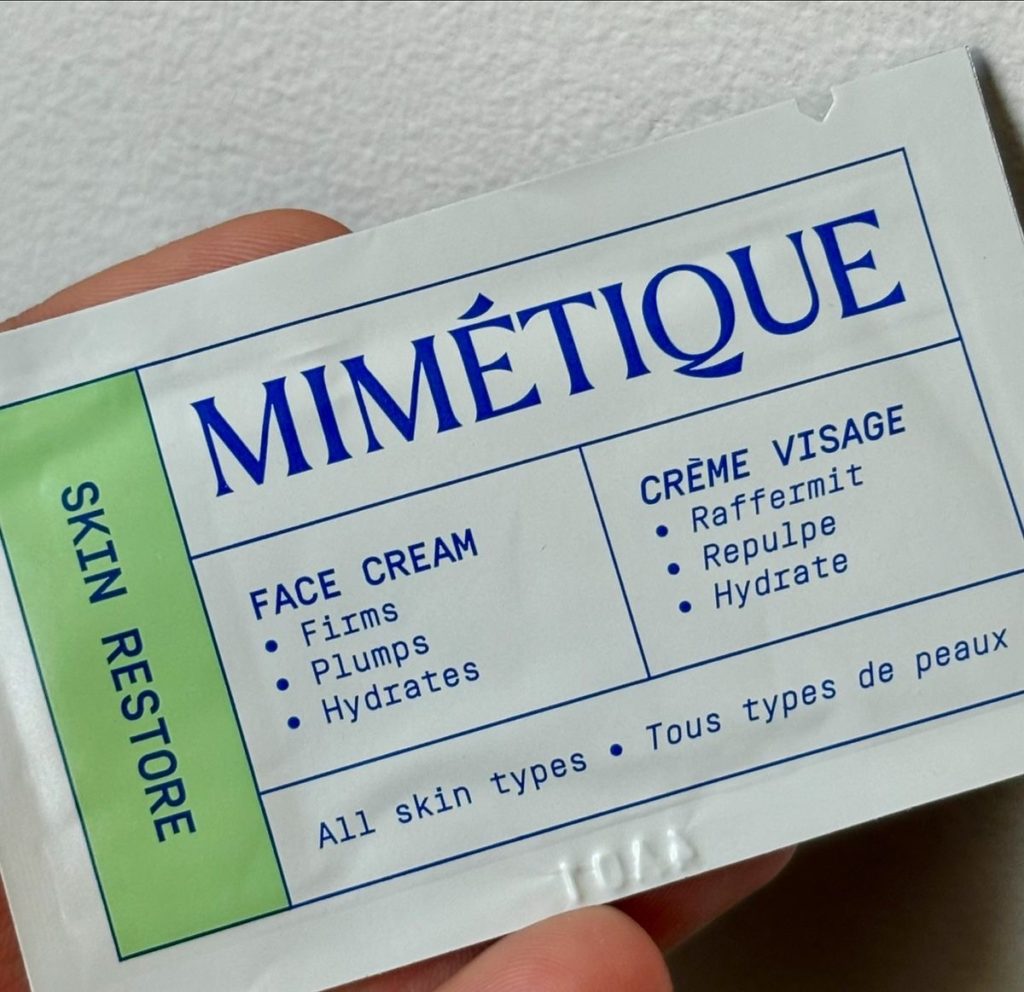 MIMÉTIQUE
SKIN RESTORE
FACE CREAM
• Firms
• Plumps
• Hydrates
CRÈME VISAGE
• Raffermit
• Repulpe
• Hydrate
All skin types • Tous types de peaux